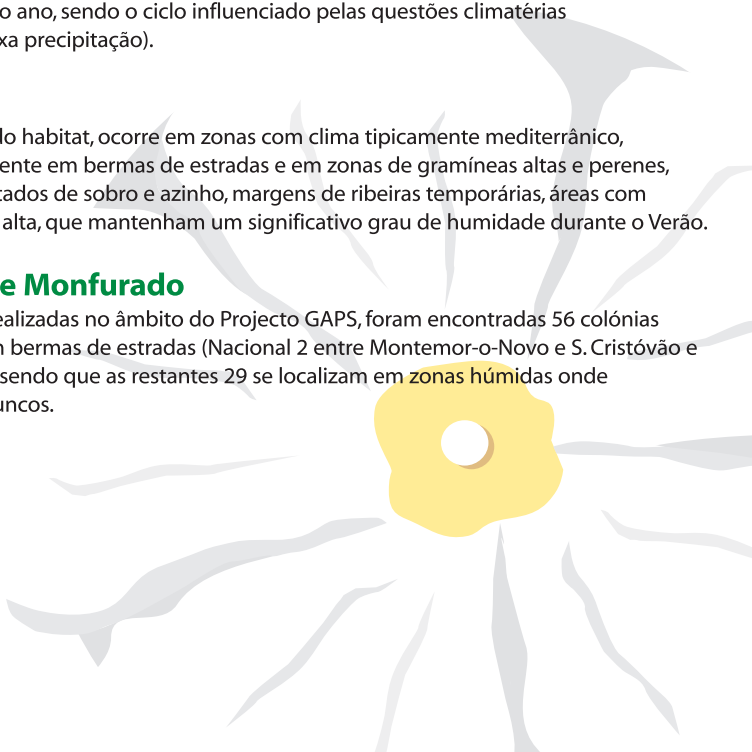 o ano, sendo o ciclo influenciado pelas questões climatérias
xa precipitação).
do habitat, ocorre em zonas com clima tipicamente mediterrânico,
ente em bermas de estradas e em zonas de gramíneas altas e perenes,
tados de sobro e azinho, margens de ribeiras temporárias, áreas com
alta, que mantenham um significativo grau de humidade durante o Verão.
e Monfurado
ealizadas no âmbito do Projecto GAPS, foram encontradas 56 colónias
m bermas de estradas (Nacional 2 entre Montemor-o-Novo e S. Cristóvão e
sendo que as restantes 29 se localizam em zonas húmidas onde
uncos.